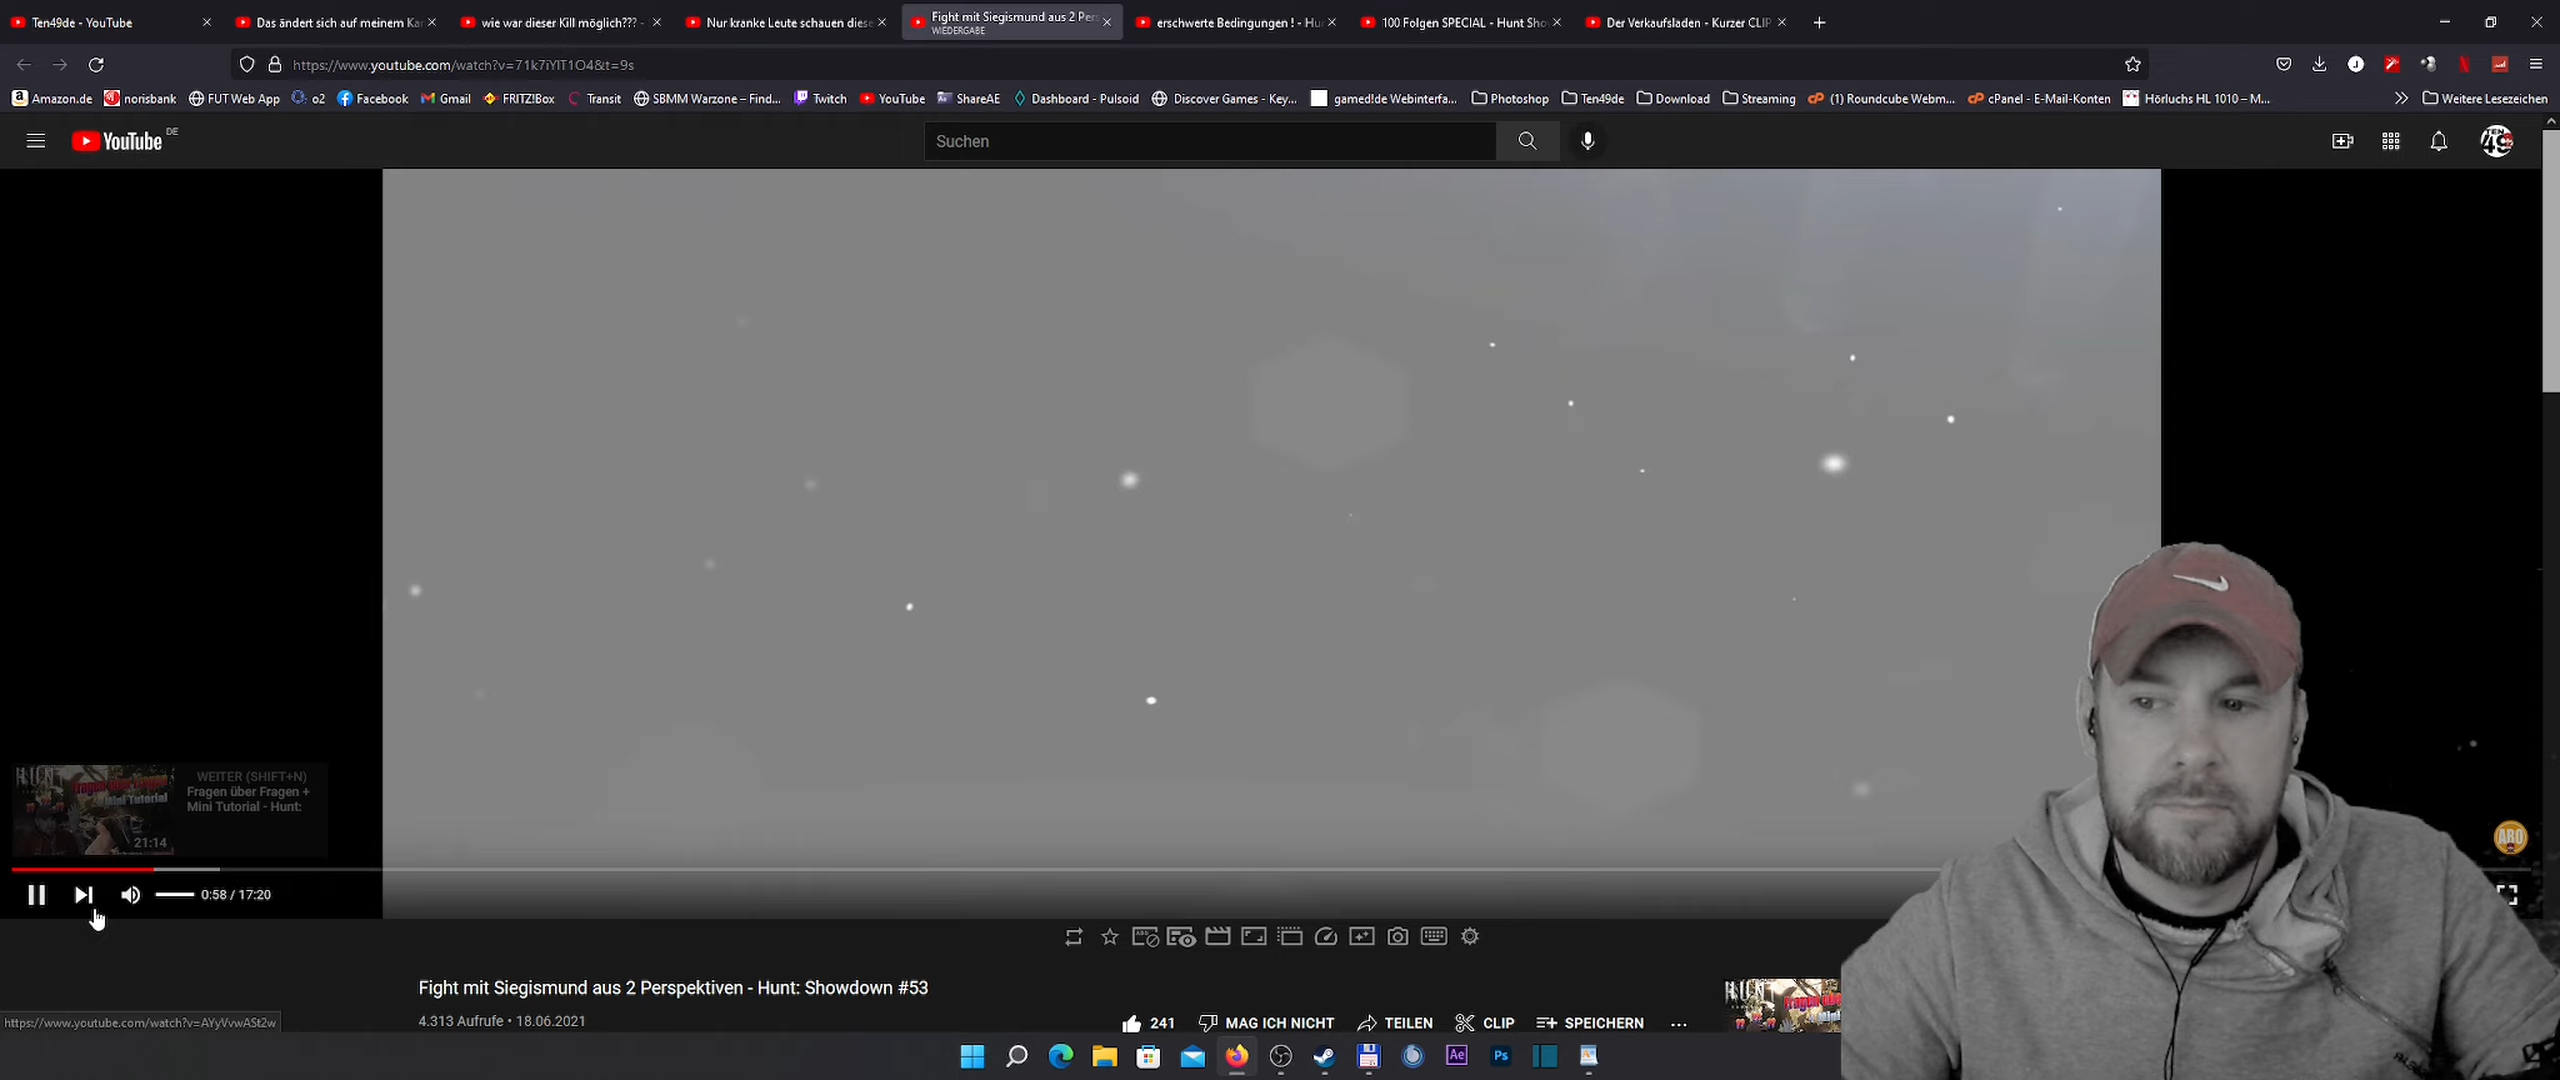 Ten49de - YouTube
Das ändert sich auf meinem Ka
wie war dieser Kill möglich??? -
Nur kranke Leute schauen diese
Fight mit Siegismund aus 2 Pers
WIEDERGABE
erschwerte Bedingungen ! - Hu
100 Folgen SPECIAL - Hunt Sho
Der Verkaufsladen - Kurzer CLIP
https://www.youtube.com/watch?v=71k7iYIT1O4&t=9s
Amazon.de
norisbank
FUT Web App
o2
Facebook
Gmail
FRITZ!Box
Transit
SBMM Warzone – Find...
Twitch
YouTube
ShareAE
Dashboard - Pulsoid
Discover Games - Key...
gamed!de Webinterfa...
Photoshop
Ten49de
Download
Streaming
(1) Roundcube Webm...
cPanel - E-Mail-Konten
Hörluchs HL 1010 – M...
Weitere Lesezeichen
YouTube DE
Suchen
WEITER (SHIFT+N)
Fragen über Fragen +
Mini Tutorial - Hunt:
21:14
0:58 / 17:20
Fight mit Siegismund aus 2 Perspektiven - Hunt: Showdown #53
4.313 Aufrufe • 18.06.2021
241
MAG ICH NICHT
TEILEN
CLIP
SPEICHERN
https://www.youtube.com/watch?v=AYyVvwASt2w
Ae
Ps